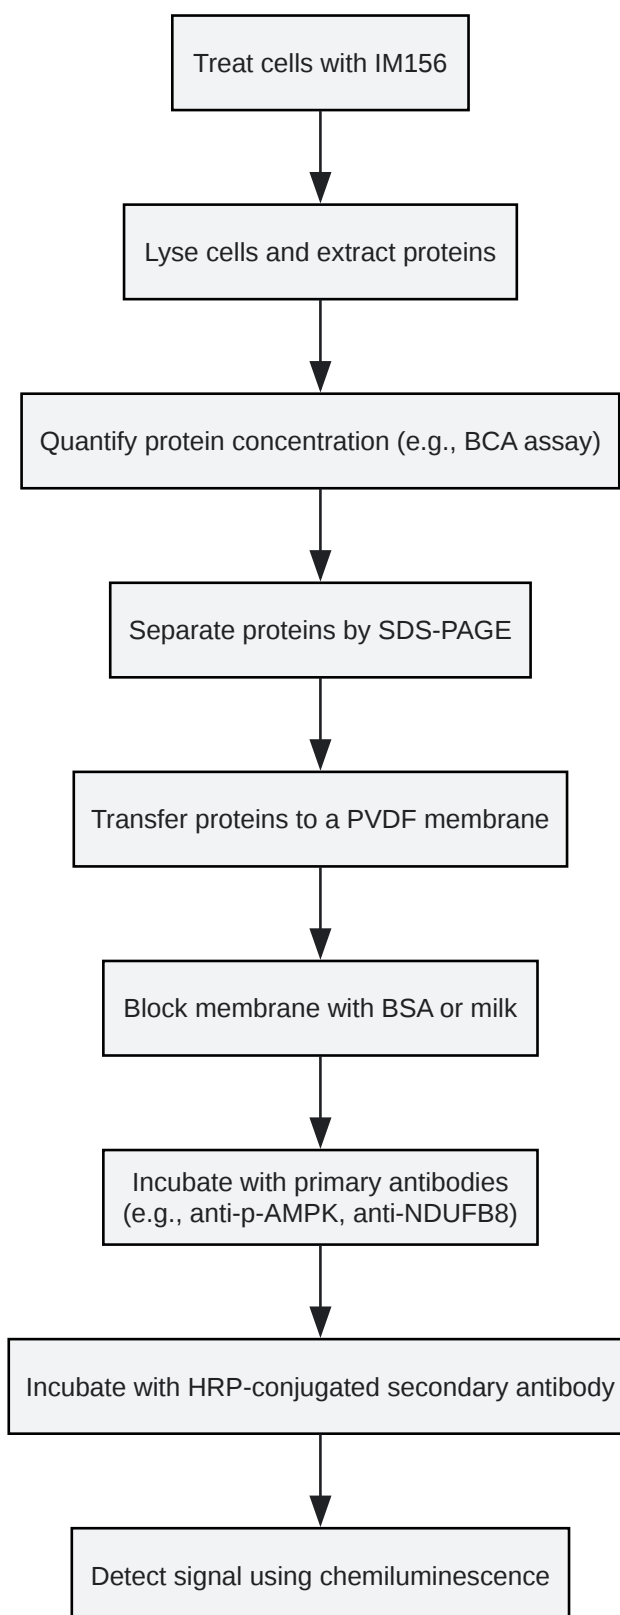 Treat cells with IM156
Lyse cells and extract proteins
Quantify protein concentration (e.g., BCA assay)
Separate proteins by SDS-PAGE
Transfer proteins to a PVDF membrane
Block membrane with BSA or milk
Incubate with primary antibodies
(e.g., anti-p-AMPK, anti-NDUFB8)
Incubate with HRP-conjugated secondary antibody
Detect signal using chemiluminescence